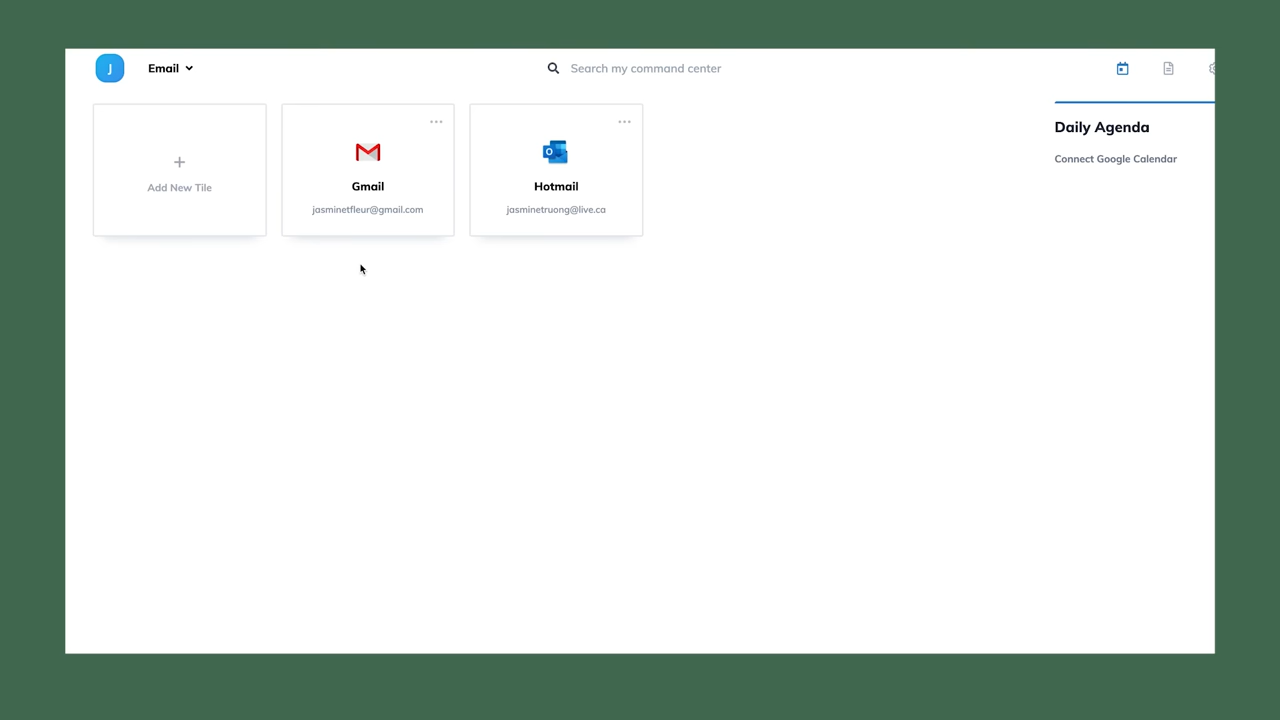 J
Email
Search my command center
Add New Tile
Gmail
jasminetfleur@gmail.com
Hotmail
jasminetruong@live.ca
Daily Agenda
Connect Google Calendar